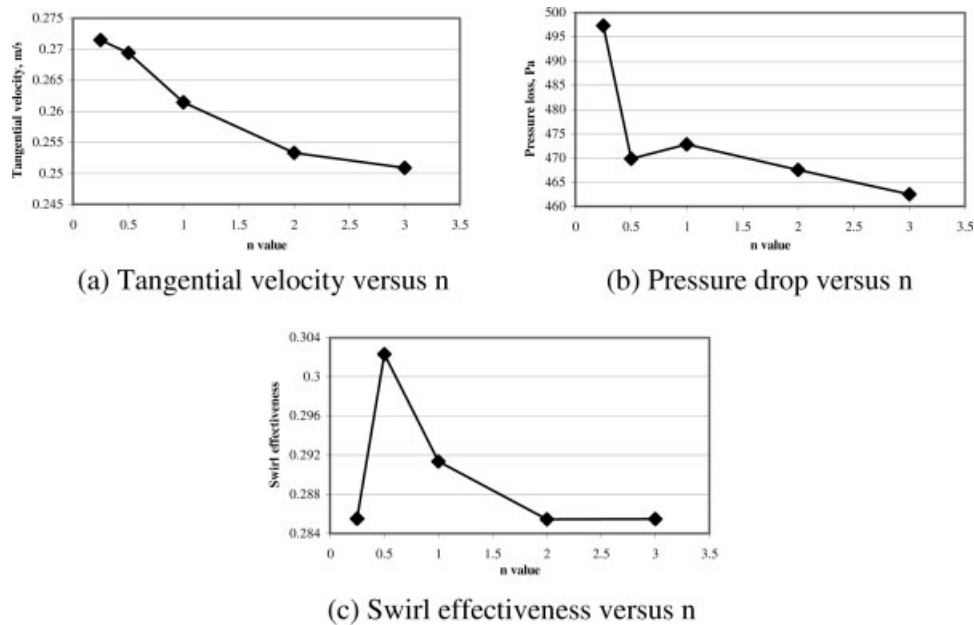 0.275
0.27
0.265
0.26
0.255
0.25
0.245
Tangential velocity, m/s
0 0.5 1 1.5 2 2.5 3 3.5
n value
(a) Tangential velocity versus n
500
495
490
485
480
475
470
465
460
Pressure loss, Pa
0 0.5 1 1.5 2 2.5 3 3.5
n value
(b) Pressure drop versus n
0.304
0.3
0.296
0.292
0.288
0.284
Swirl effectiveness
0 0.5 1 1.5 2 2.5 3 3.5
n value
(c) Swirl effectiveness versus n